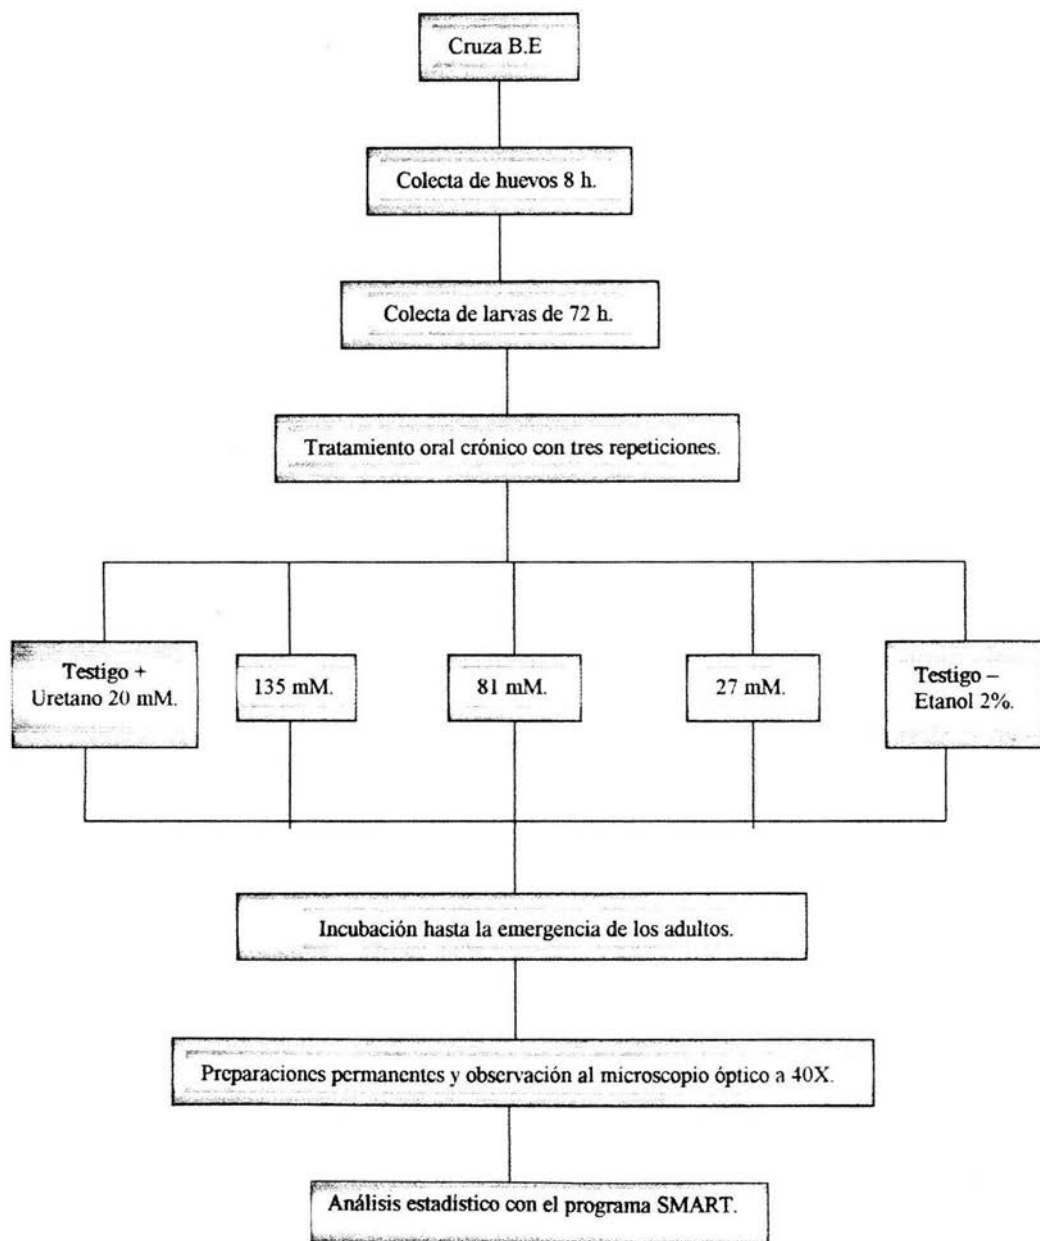 Cruza B.E
Colecta de huevos 8 h.
Colecta de larvas de 72 h.
Tratamiento oral crónico con tres repeticiones.
Testigo +
Uretano 20 mM.
135 mM.
81 mM.
27 mM.
Testigo –
Etanol 2%.
Incubación hasta la emergencia de los adultos.
Preparaciones permanentes y observación al microscopio óptico a 40X.
Análisis estadístico con el programa SMART.